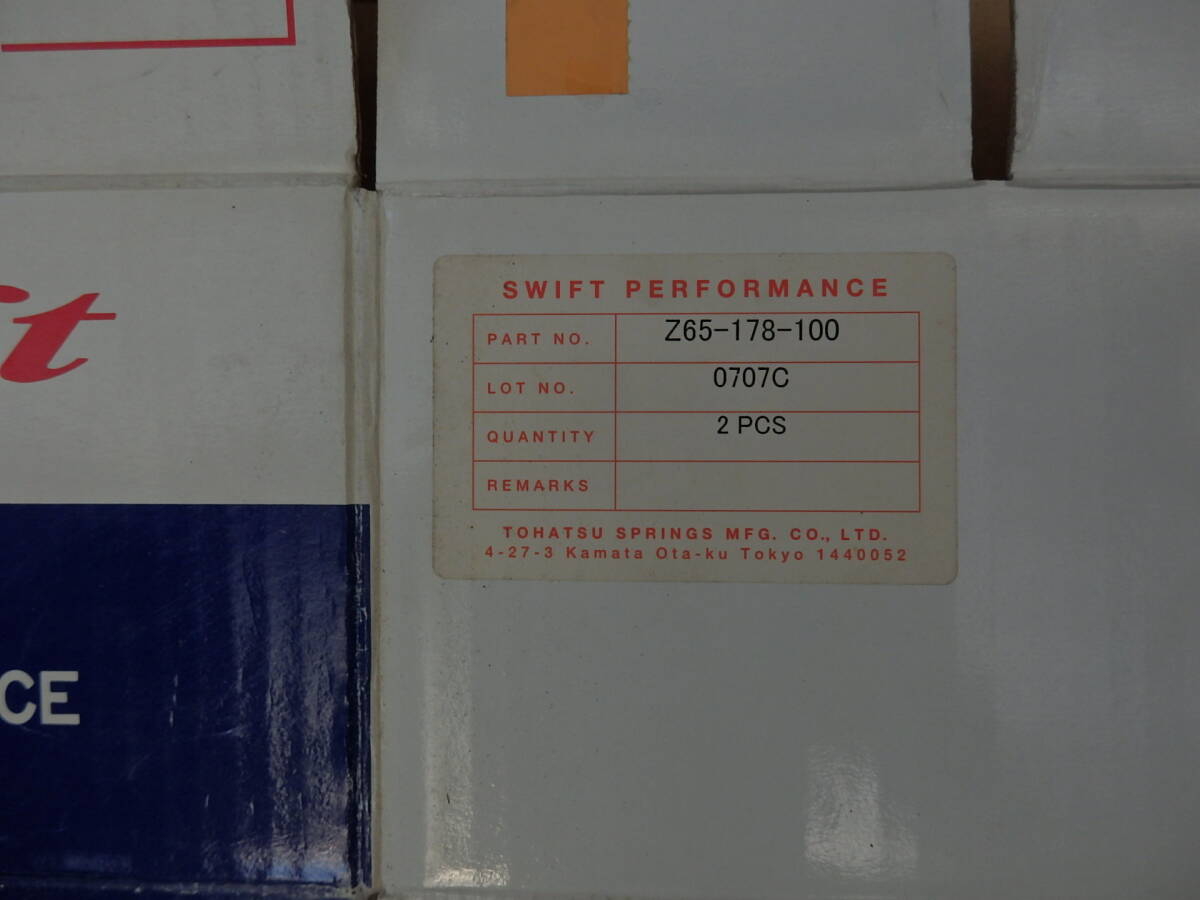 it
CE
SWIFT PERFORMANCE
PART NO. Z65-178-100
LOT NO. 0707C
QUANTITY 2 PCS
REMARKS
TOHATSU SPRINGS MFG. CO., LTD.
4-27-3 Kamata Ota-ku Tokyo 1440052